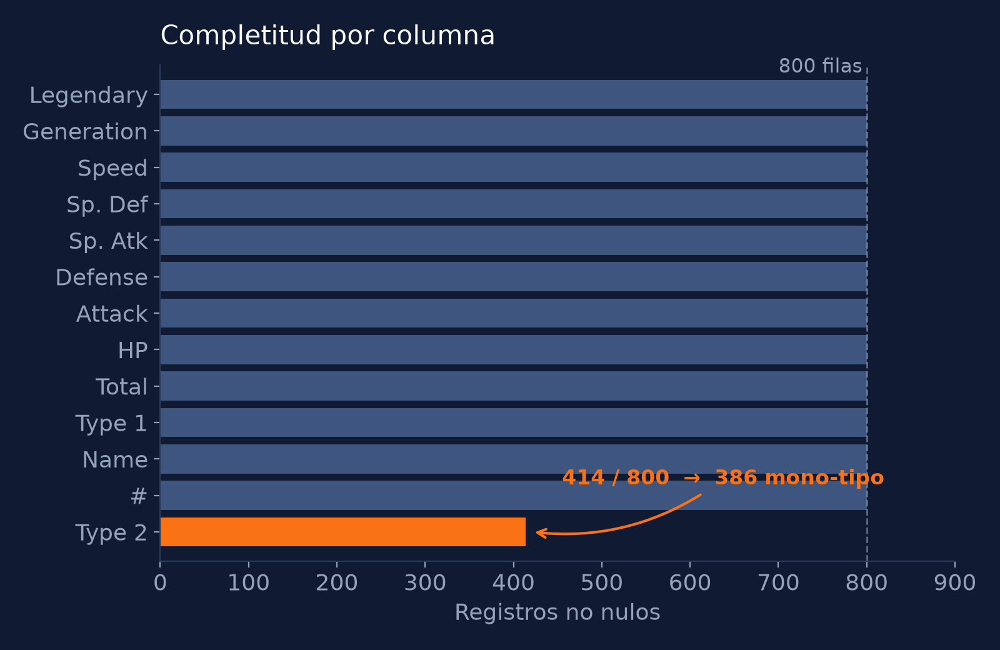 Completitud por columna
800 filas
Legendary
Generation
Speed
Sp. Def
Sp. Atk
Defense
Attack
HP
Total
Type 1
Name
414 / 800 → 386 mono-tipo
#
Type 2
0 100 200 300 400 500 600 700 800 900
Registros no nulos